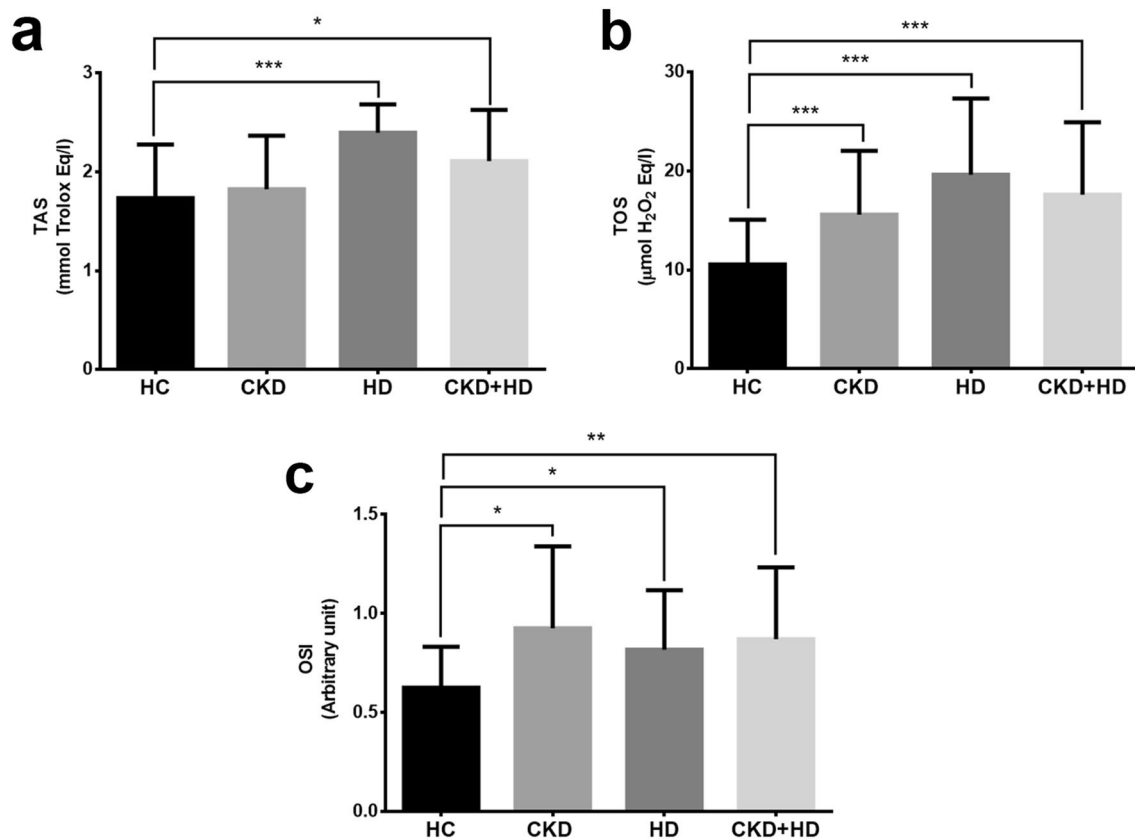 a
*
***
3
2
1
0
TAS
(mmol Trolox Eq/l)
HC CKD HD CKD+HD
b
***
***
***
30
20
10
0
TOS
(µmol H₂O₂ Eq/l)
HC CKD HD CKD+HD
c
**
*
*
1.5
1.0
0.5
0.0
OSI
(Arbitrary unit)
HC CKD HD CKD+HD